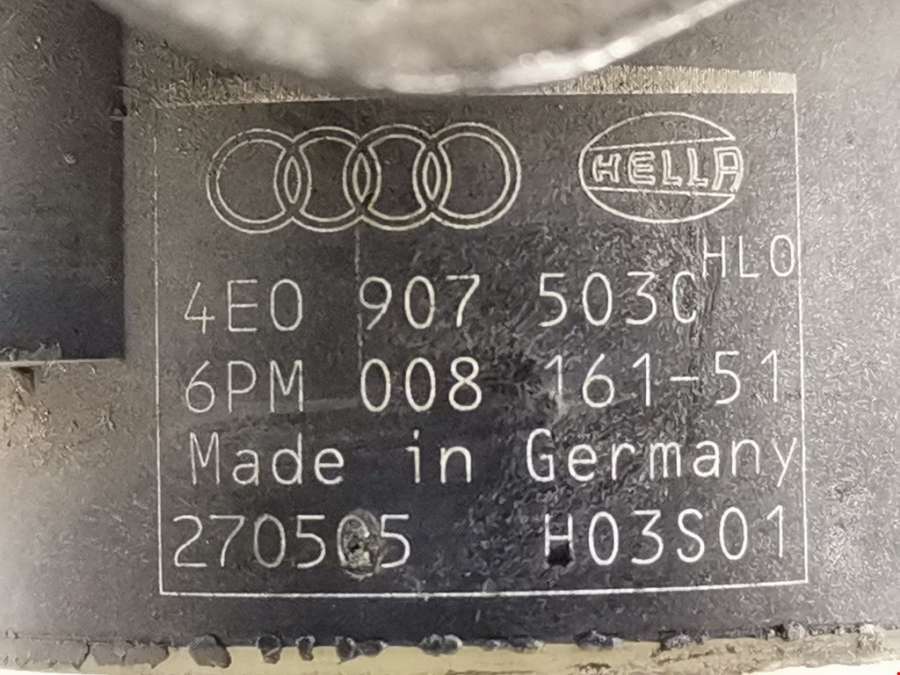 HELLA
HLO
4E0 907 503C
6PM 008 161-51
Made in Germany
270505 H03S01